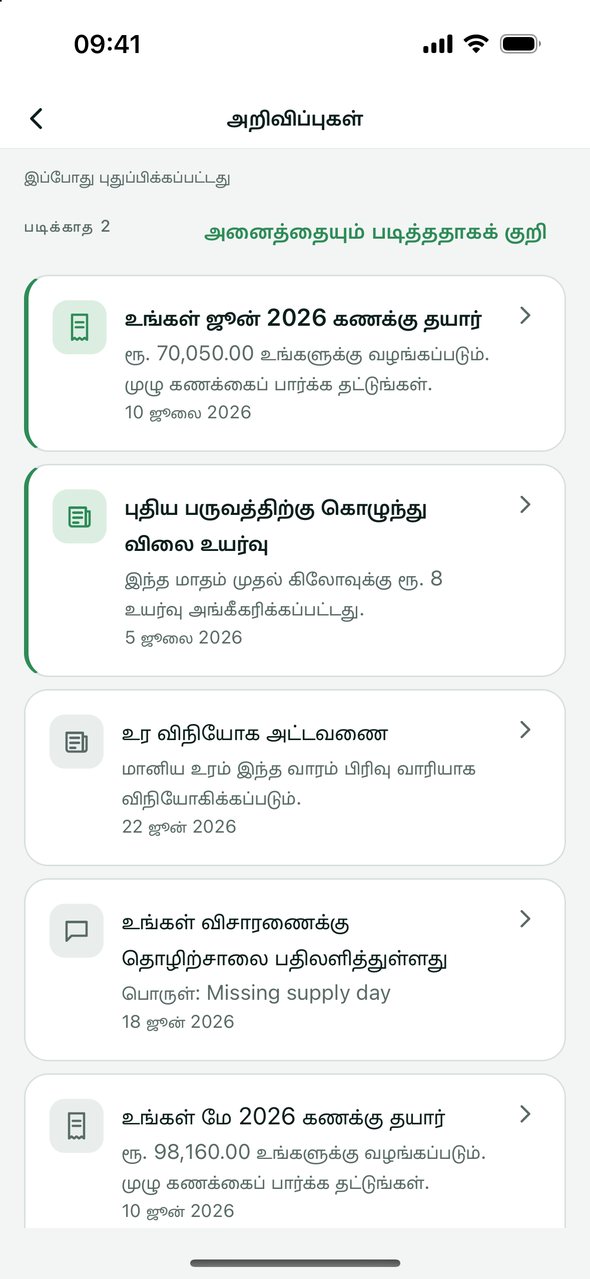 09:41
அறிவிப்புகள்
இப்போது புதுப்பிக்கப்பட்டது
படிக்காத 2
அனைத்தையும் படித்ததாகக் குறி
உங்கள் ஜூன் 2026 கணக்கு தயார்
ரூ. 70,050.00 உங்களுக்கு வழங்கப்படும்.
முழு கணக்கைப் பார்க்க தட்டுங்கள்.
10 ஜூலை 2026
புதிய பருவத்திற்கு கொழுந்து
விலை உயர்வு
இந்த மாதம் முதல் கிலோவுக்கு ரூ. 8
உயர்வு அங்கீகரிக்கப்பட்டது.
5 ஜூலை 2026
உர விநியோக அட்டவணை
மானிய உரம் இந்த வாரம் பிரிவு வாரியாக
விநியோகிக்கப்படும்.
22 ஜூன் 2026
உங்கள் விசாரணைக்கு
தொழிற்சாலை பதிலளித்துள்ளது
பொருள்: Missing supply day
18 ஜூன் 2026
உங்கள் மே 2026 கணக்கு தயார்
ரூ. 98,160.00 உங்களுக்கு வழங்கப்படும்.
முழு கணக்கைப் பார்க்க தட்டுங்கள்.
10 ஜூன் 2026